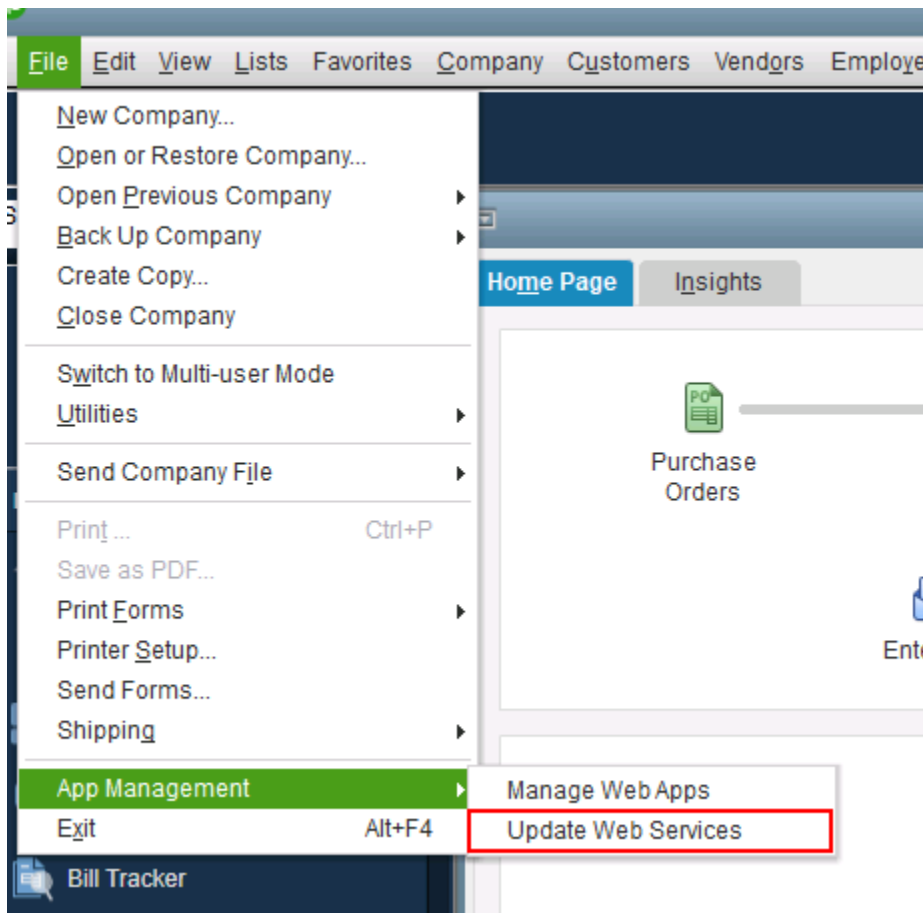 File Edit View Lists Favorites Company Customers Vendors
New Company...
Open or Restore Company...
Open Previous Company
Back Up Company
Create Copy...
Close Company
Switch to Multi-user Mode
Utilities
Send Company File
Print ... Ctrl+P
Save as PDF...
Print Forms
Printer Setup...
Send Forms...
Shipping
App Management
Exit Alt+F4
Manage Web Apps
Update Web Services
Home Page Insights
PO
Purchase
Orders
Bill Tracker